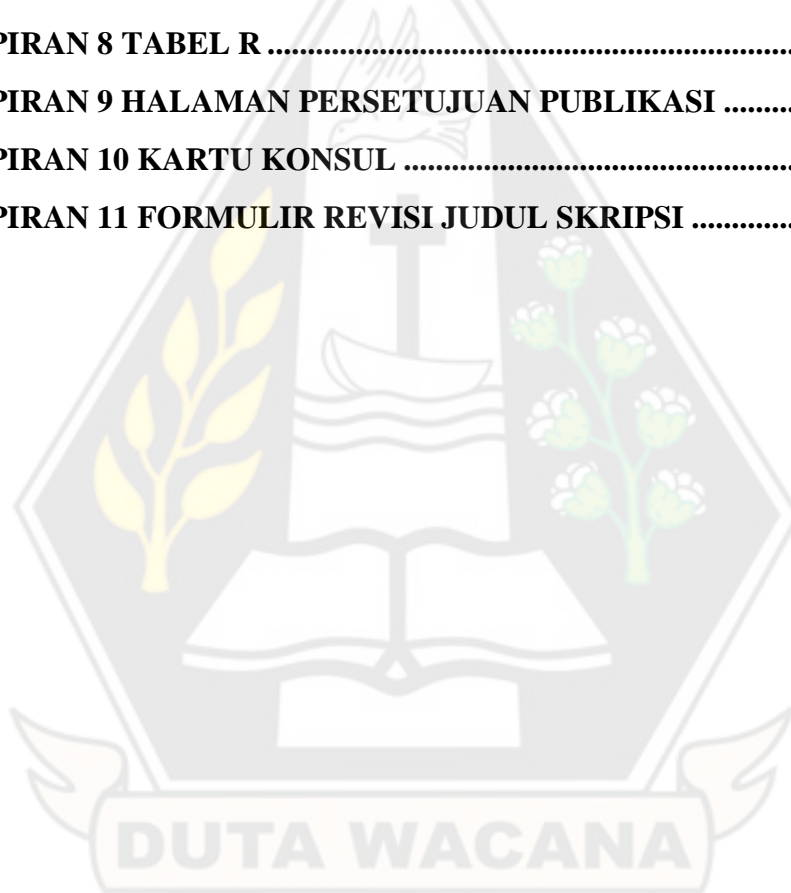 PIRAN 8 TABEL R ....................................................................
PIRAN 9 HALAMAN PERSETUJUAN PUBLIKASI ..........
PIRAN 10 KARTU KONSUL .................................................
PIRAN 11 FORMULIR REVISI JUDUL SKRIPSI .............
DUTA WACANA